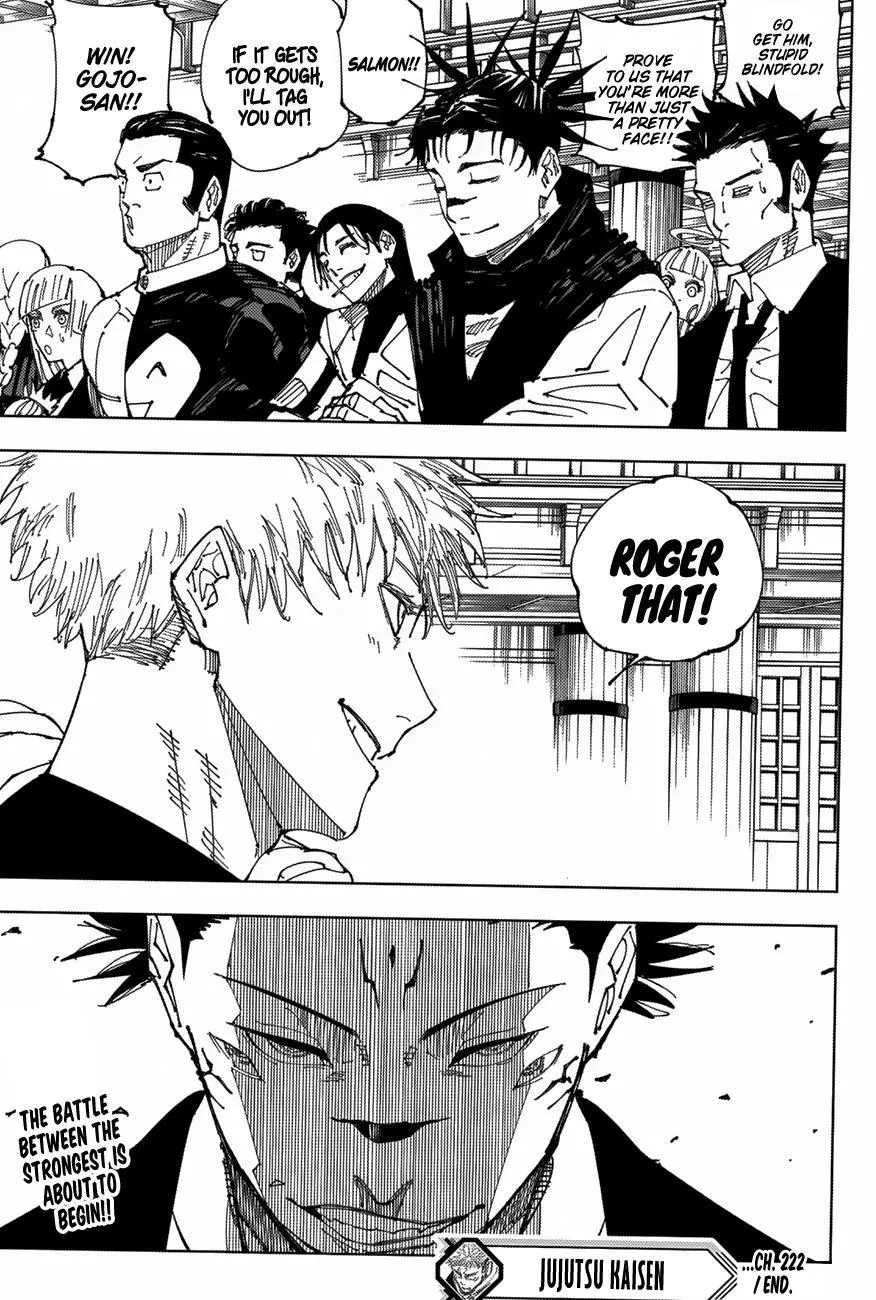 GO
GET HIM,
STUPID
BLINDFOLD!
PROVE
TO US THAT
YOU'RE MORE
THAN JUST
A PRETTY
FACE!!
SALMON!!
IF IT GETS
TOO ROUGH,
I'LL TAG
YOU OUT!
WIN!
GOJO-
SAN!!
ROGER
THAT!
THE BATTLE
BETWEEN THE
STRONGEST IS
ABOUT TO
BEGIN!!
JUJUTSU KAISEN
...CH. 222
/ END.